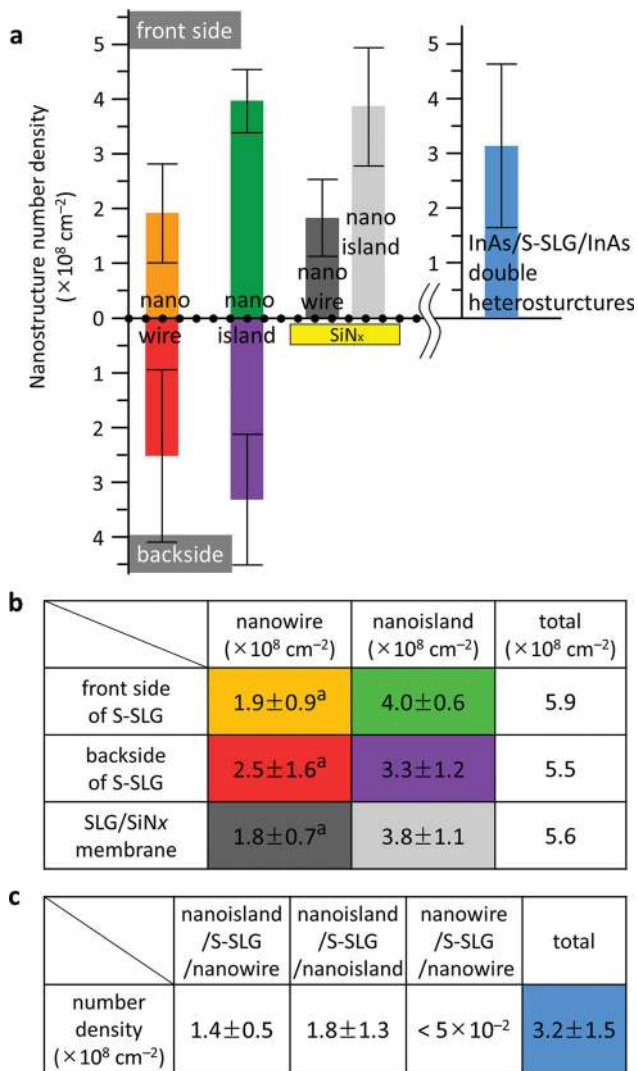 a
front side
Nanostructure number density
(×10⁸ cm⁻²)
5
4
3
2
1
0
1
2
3
4
5
4
3
2
1
nano
wire
nano
island
nano
wire
nano
island
SiNx
InAs/S-SLG/InAs
double
heterosturctures
backside
b
nanowire
(×10⁸ cm⁻²)
nanoisland
(×10⁸ cm⁻²)
total
(×10⁸ cm⁻²)
front side
of S-SLG
1.9±0.9ᵃ
4.0±0.6
5.9
backside
of S-SLG
2.5±1.6ᵃ
3.3±1.2
5.5
SLG/SiNx
membrane
1.8±0.7ᵃ
3.8±1.1
5.6
c
nanoisland
/S-SLG
/nanowire
nanoisland
/S-SLG
/nanoisland
nanowire
/S-SLG
/nanowire
total
number
density
(×10⁸ cm⁻²)
1.4±0.5
1.8±1.3
< 5×10⁻²
3.2±1.5